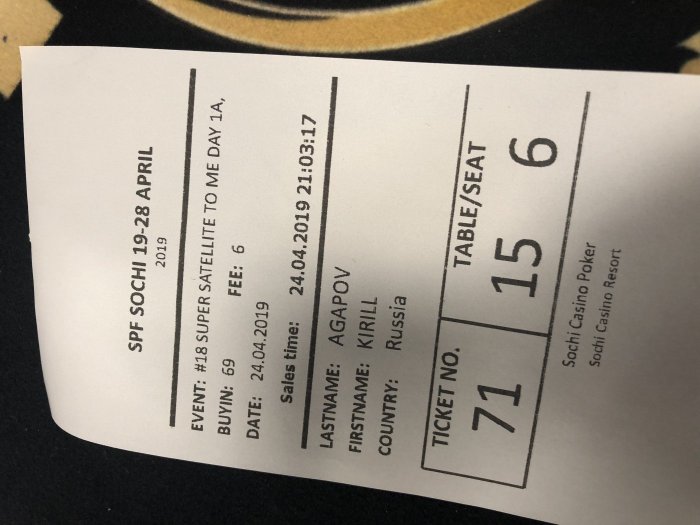 SPF SOCHI 19-28 APRIL
2019
EVENT: #18 SUPER SATELLITE TO ME DAY 1A,
BUYIN: 69 FEE: 6
DATE: 24.04.2019
Sales time: 24.04.2019 21:03:17
LASTNAME: AGAPOV
FIRSTNAME: KIRILL
COUNTRY: Russia
TICKET NO. TABLE/SEAT
71 15 6
Sochi Casino Poker
Sochi Casino Resort